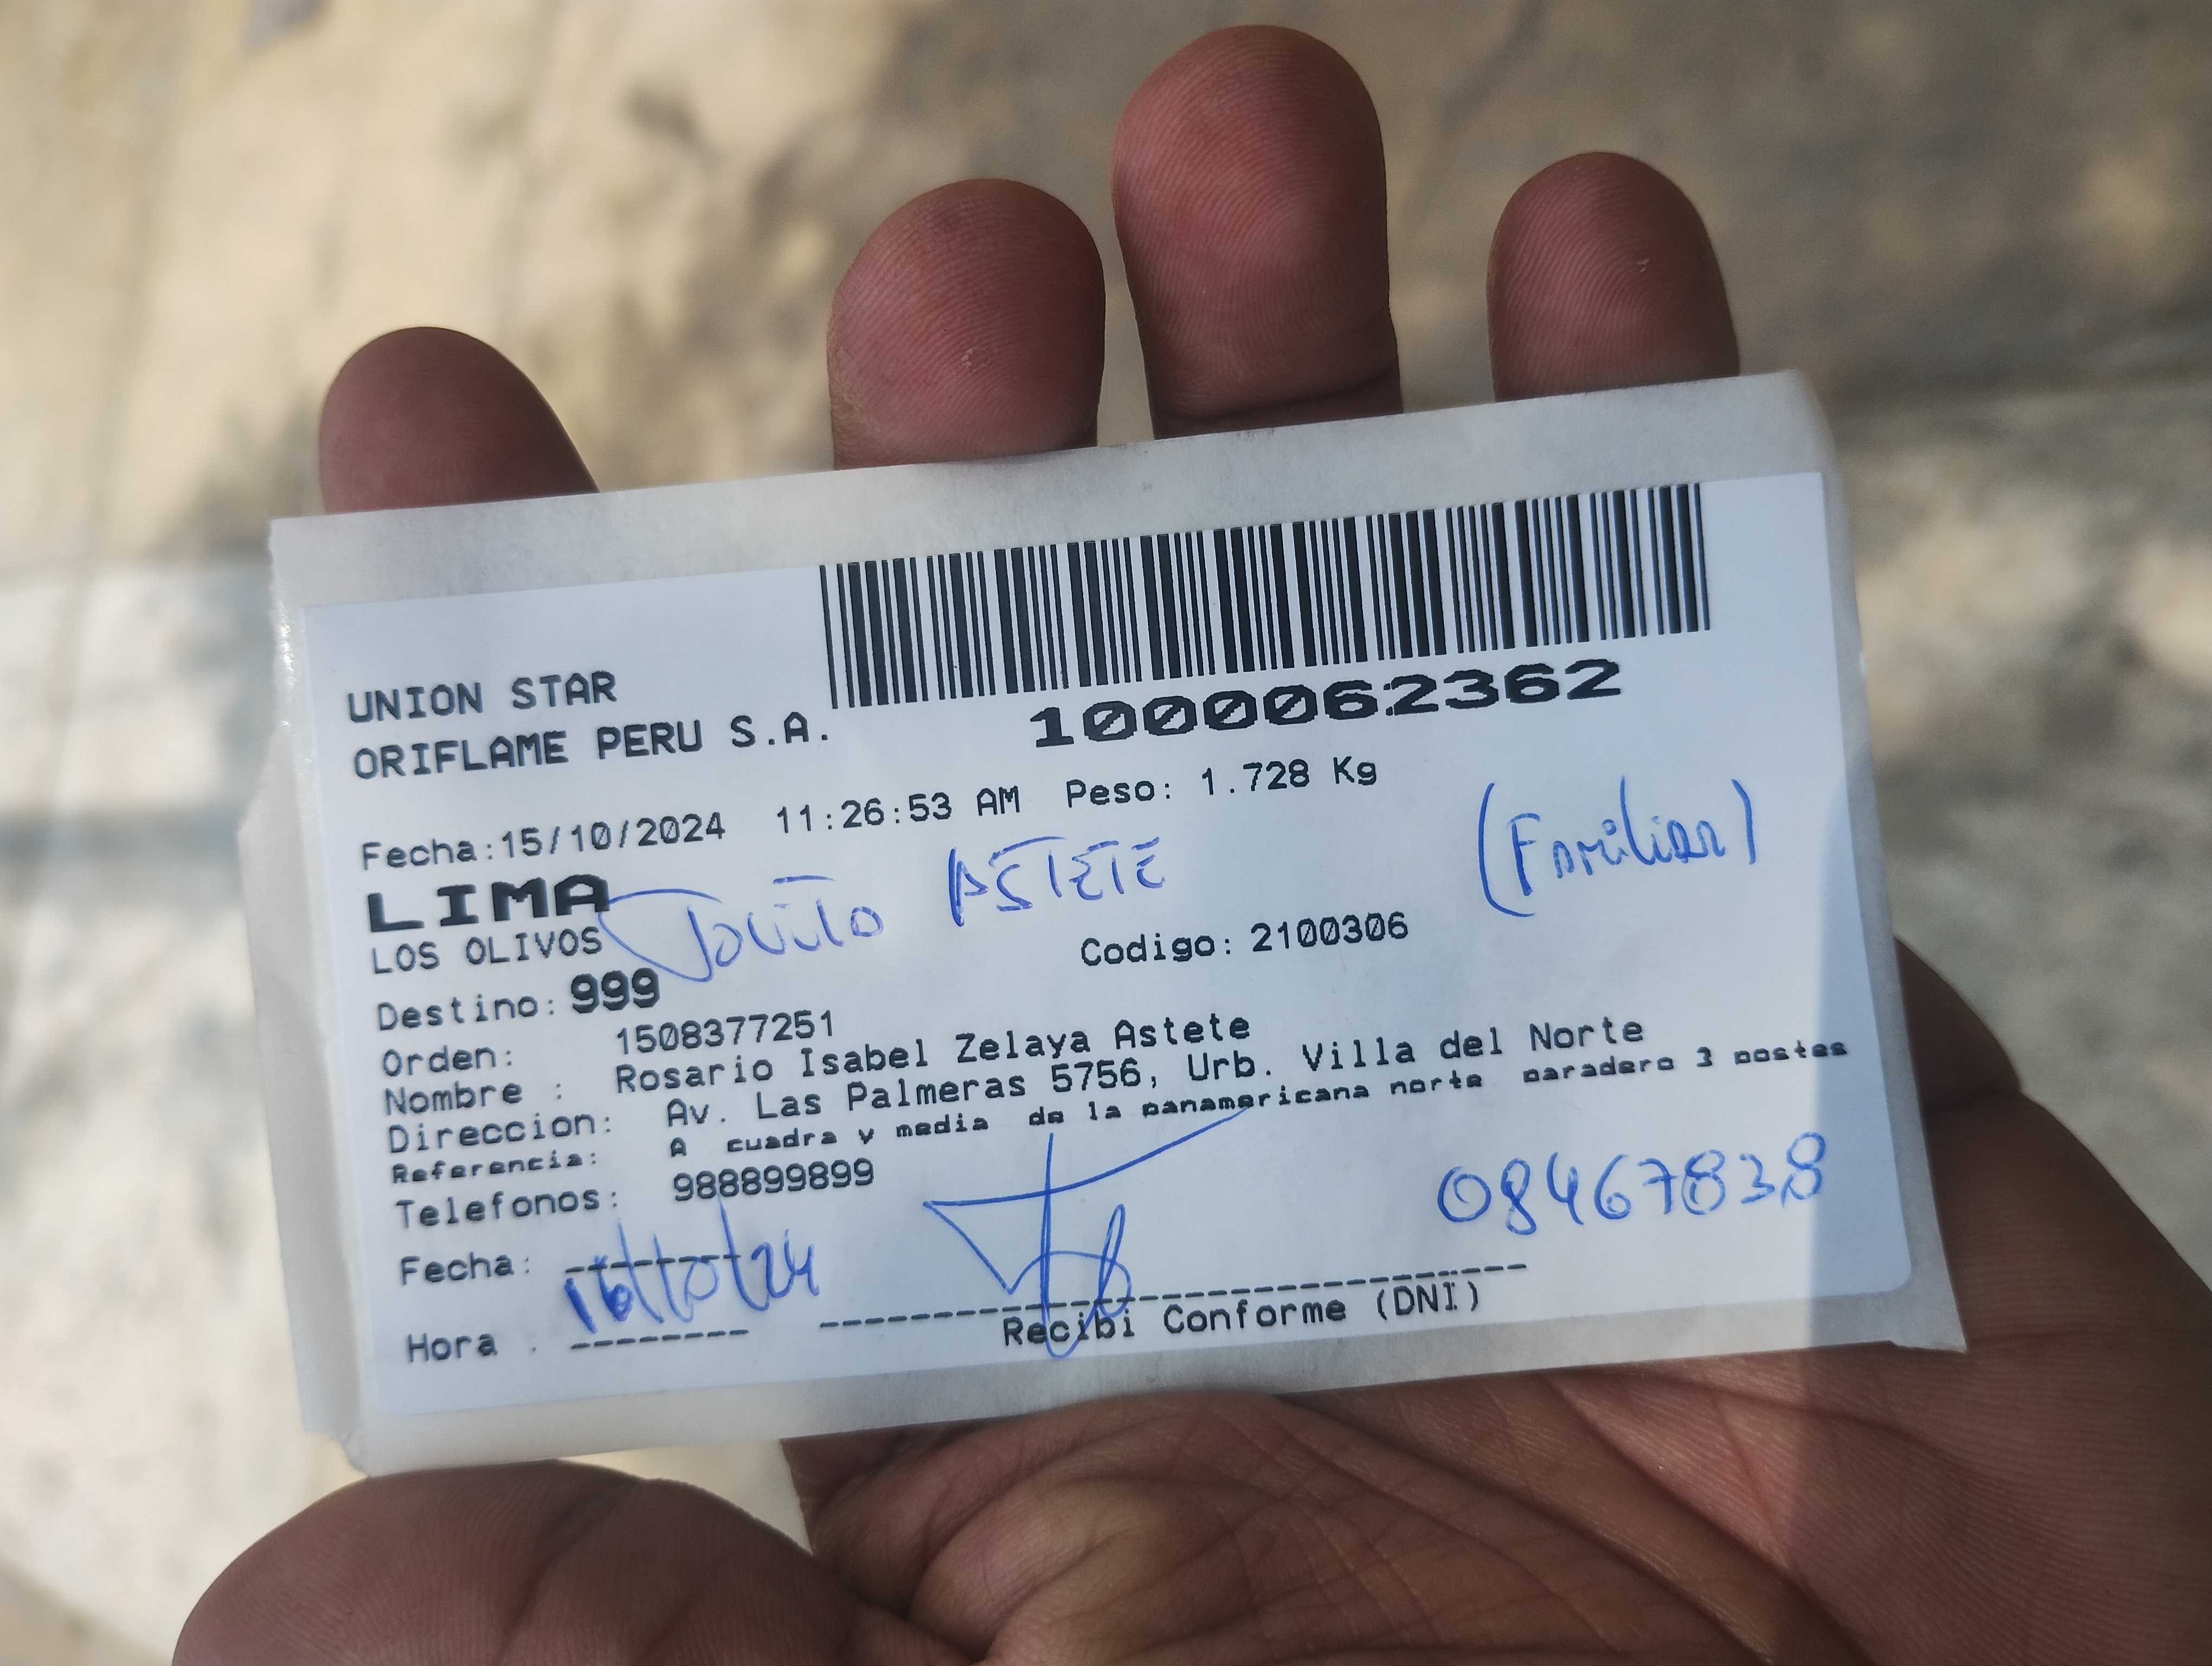 UNION STAR
ORIFLAME PERU S.A.
1000062362
Fecha:15/10/2024 11:26:53 AM Peso: 1.728 Kg
LIMA
ASTETE
(Familiar)
LOS OLIVOS
Codigo: 2100306
Destino: 999
Orden: 1508377251
Nombre : Rosario Isabel Zelaya Astete
Direccion: Av. Las Palmeras 5756, Urb. Villa del Norte
Referencia: A cuadra y media de la panamericana norte paradero 3 postes
Telefonos: 988899899
08467838
Fecha: 16/10/24
Hora :
Recibi Conforme (DNI)